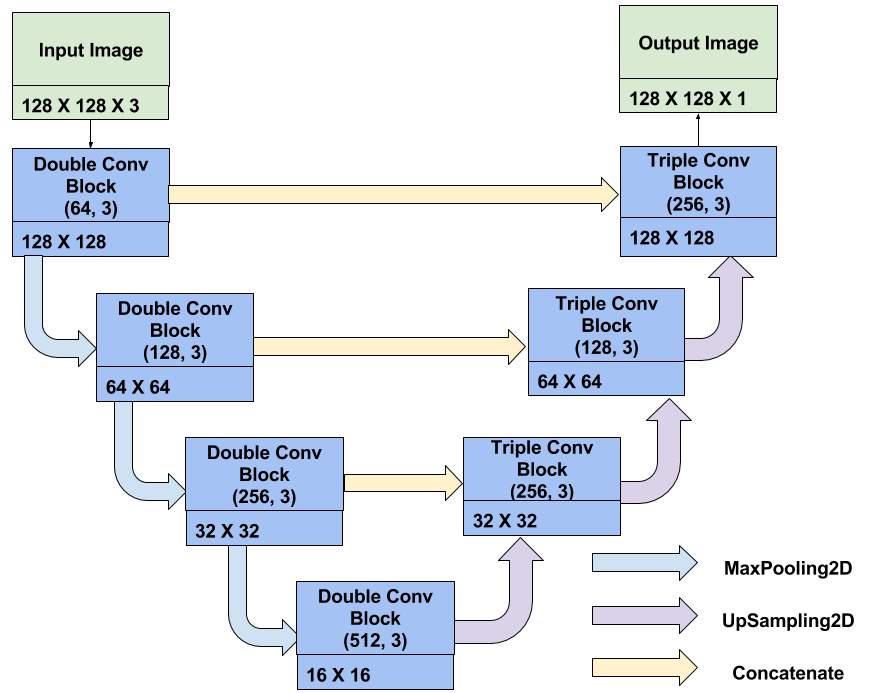 Input Image
128 X 128 X 3
Output Image
128 X 128 X 1
Double Conv
Block
(64, 3)
128 X 128
Triple Conv
Block
(256, 3)
128 X 128
Double Conv
Block
(128, 3)
64 X 64
Triple Conv
Block
(128, 3)
64 X 64
Double Conv
Block
(256, 3)
32 X 32
Triple Conv
Block
(256, 3)
32 X 32
Double Conv
Block
(512, 3)
16 X 16
MaxPooling2D
UpSampling2D
Concatenate